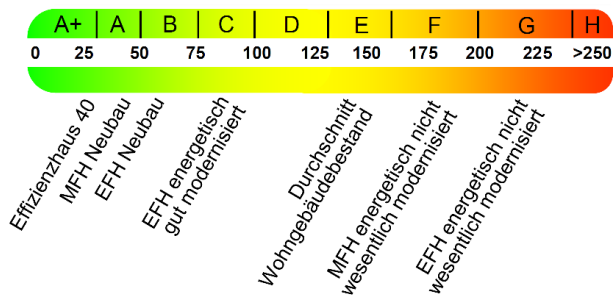 A+ A B C D E F G H
0 25 50 75 100 125 150 175 200 225 >250
Effizienzhaus 40
MFH Neubau
EFH Neubau
EFH energetisch
gut modernisiert
Durchschnitt
Wohngebäudebestand
MFH energetisch nicht
wesentlich modernisiert
EFH energetisch nicht
wesentlich modernisiert